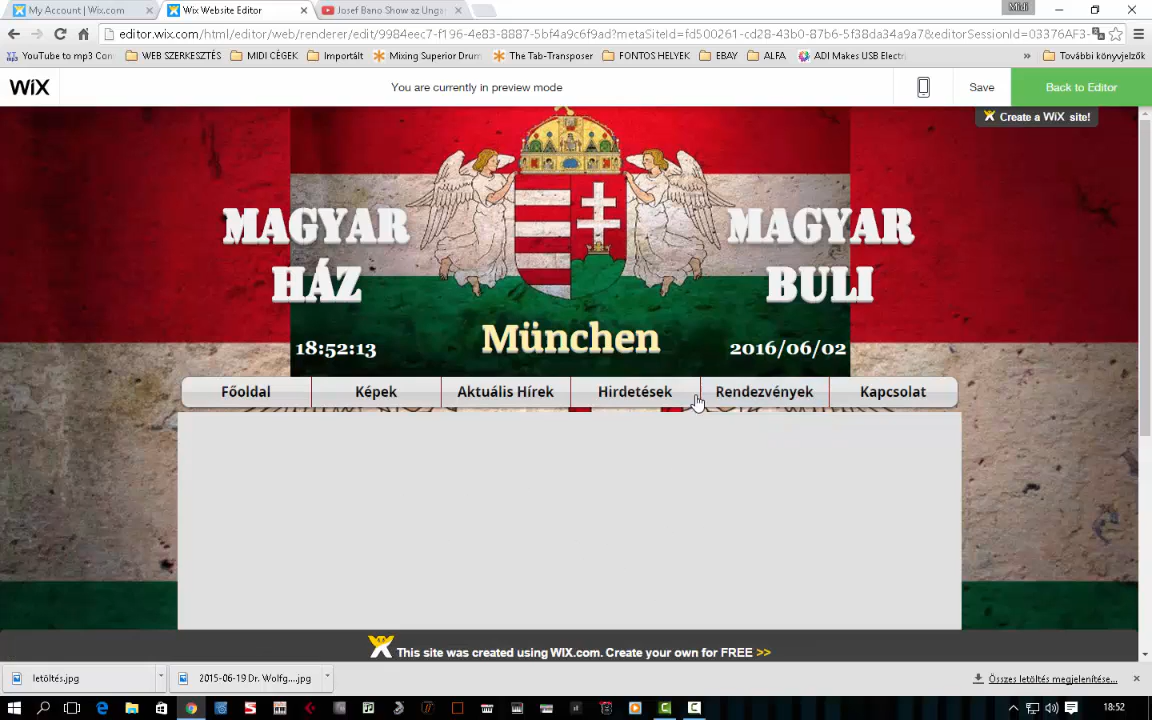 My Account | Wix.com
Wix Website Editor
Josef Bano Show az Unga
Midi
editor.wix.com/html/editor/web/renderer/edit/9984eec7-f196-4e83-8887-5bf4a9c6f9ad?metaSiteId=fd500261-cd28-43b0-87b6-5f38da34a9a7&editorSessionId=03376AF3-
YouTube to mp3 Con
WEB SZERKESZTÉS
MIDI CÉGEK
Importált
Mixing Superior Drum
The Tab-Transposer
FONTOS HELYEK
EBAY
ALFA
ADI Makes USB Electri
»
További könyvjelzők
WiX
You are currently in preview mode
Save
Back to Editor
Create a WiX site!
MAGYAR
HÁZ
MAGYAR
BULI
18:52:13
München
2016/06/02
Főoldal
Képek
Aktuális Hírek
Hirdetések
Rendezvények
Kapcsolat
This site was created using WIX.com. Create your own for FREE >>
letöltés.jpg
2015-06-19 Dr. Wolfg....jpg
Összes letöltés megjelenítése...
18:52